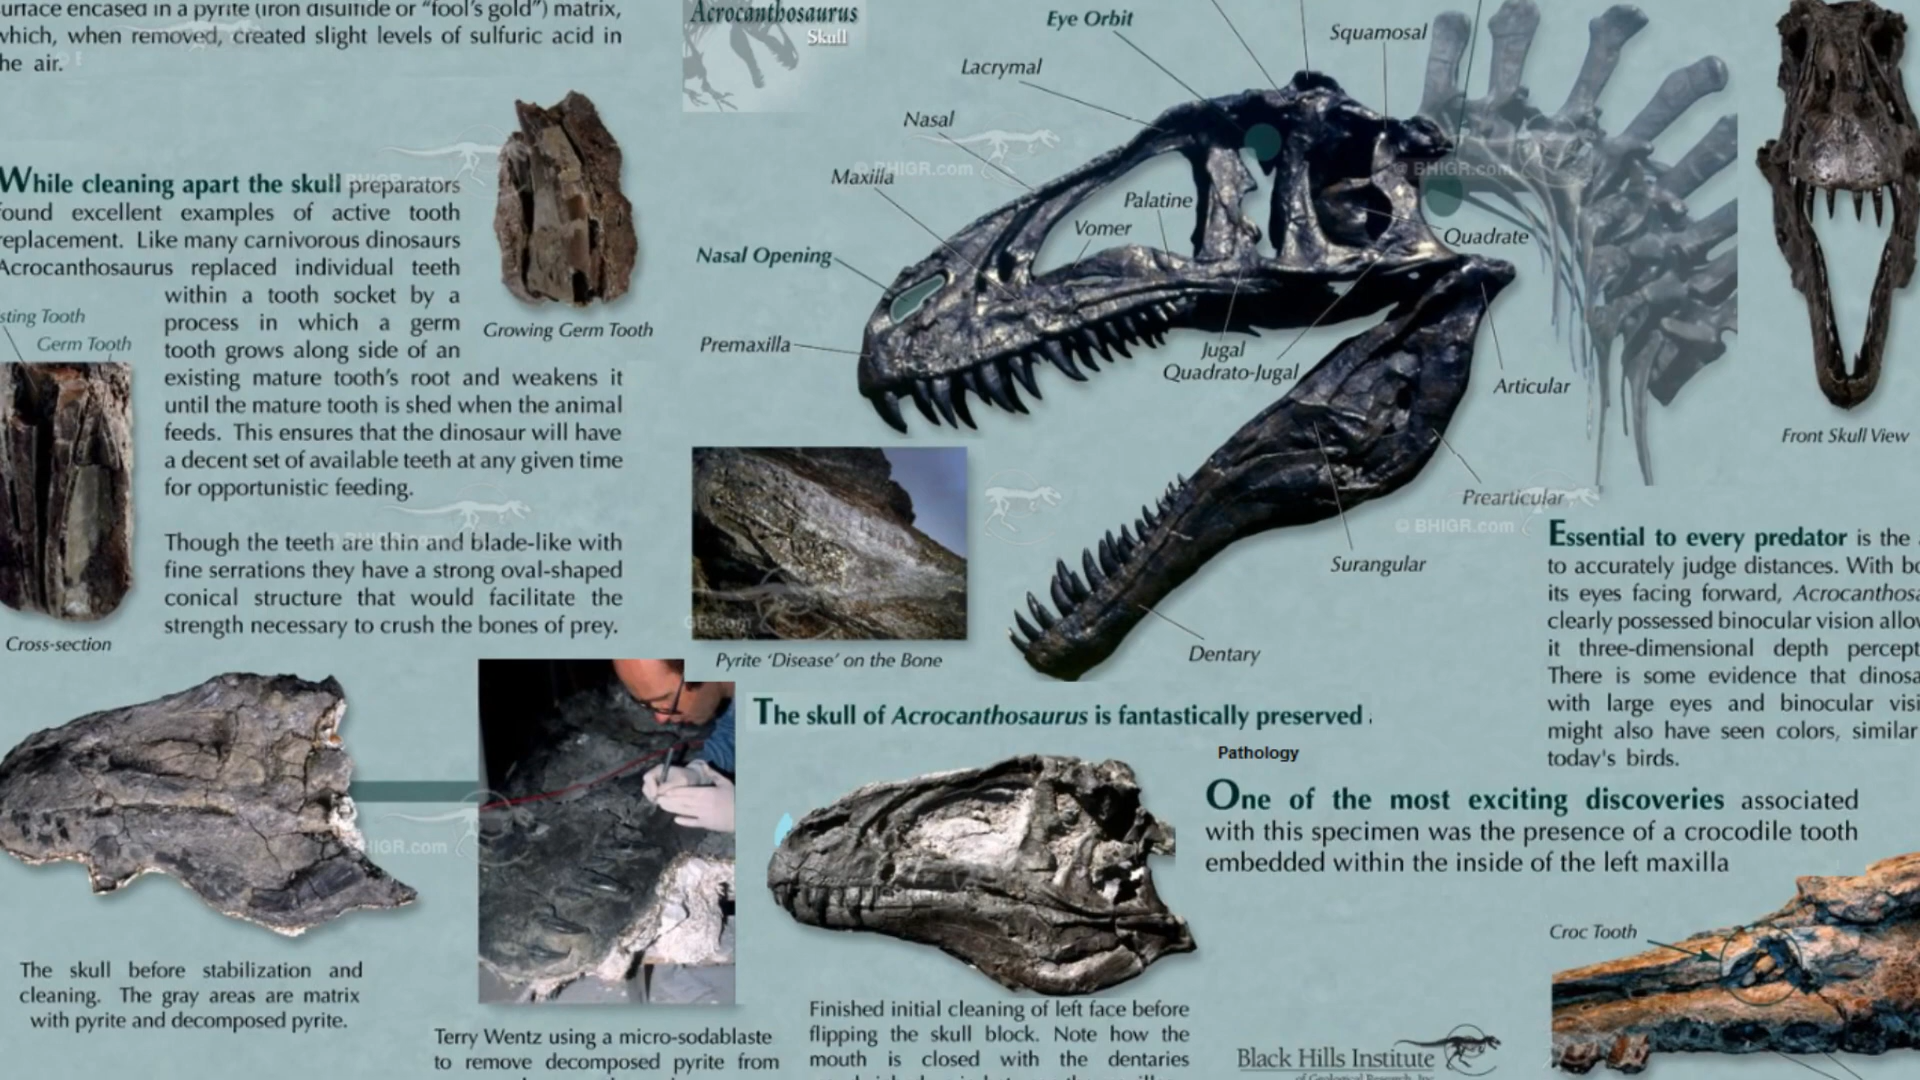 urface encased in a pyrite (iron disulfide or “fool’s gold”) matrix,
which, when removed, created slight levels of sulfuric acid in
he air.
While cleaning apart the skull preparators
found excellent examples of active tooth
replacement. Like many carnivorous dinosaurs
Acrocanthosaurus replaced individual teeth
within a tooth socket by a
process in which a germ
tooth grows along side of an
existing mature tooth’s root and weakens it
until the mature tooth is shed when the animal
feeds. This ensures that the dinosaur will have
a decent set of available teeth at any given time
for opportunistic feeding.
Though the teeth are thin and blade-like with
fine serrations they have a strong oval-shaped
conical structure that would facilitate the
strength necessary to crush the bones of prey.
Growing Germ Tooth
sting Tooth
Germ Tooth
Cross-section
The skull before stabilization and
cleaning. The gray areas are matrix
with pyrite and decomposed pyrite.
Terry Wentz using a micro-sodablaste
to remove decomposed pyrite from
Acrocanthosaurus
Skull
Eye Orbit
Squamosal
Lacrymal
Nasal
Maxilla
Palatine
Vomer
Nasal Opening
Quadrate
Premaxilla
Jugal
Quadrato-Jugal
Articular
Prearticular
Surangular
Dentary
© BHIGR.com
© BHIGR.com
© BHIGR.com
GR.com
HIGR.com
Pyrite ‘Disease’ on the Bone
The skull of Acrocanthosaurus is fantastically preserved
Pathology
One of the most exciting discoveries associated
with this specimen was the presence of a crocodile tooth
embedded within the inside of the left maxilla
Croc Tooth
Finished initial cleaning of left face before
flipping the skull block. Note how the
mouth is closed with the dentaries
Black Hills Institute
of Geological Research, Inc.
Front Skull View
Essential to every predator is the
to accurately judge distances. With bo
its eyes facing forward, Acrocanthosa
clearly possessed binocular vision allow
it three-dimensional depth percept
There is some evidence that dinosa
with large eyes and binocular visi
might also have seen colors, similar
today's birds.